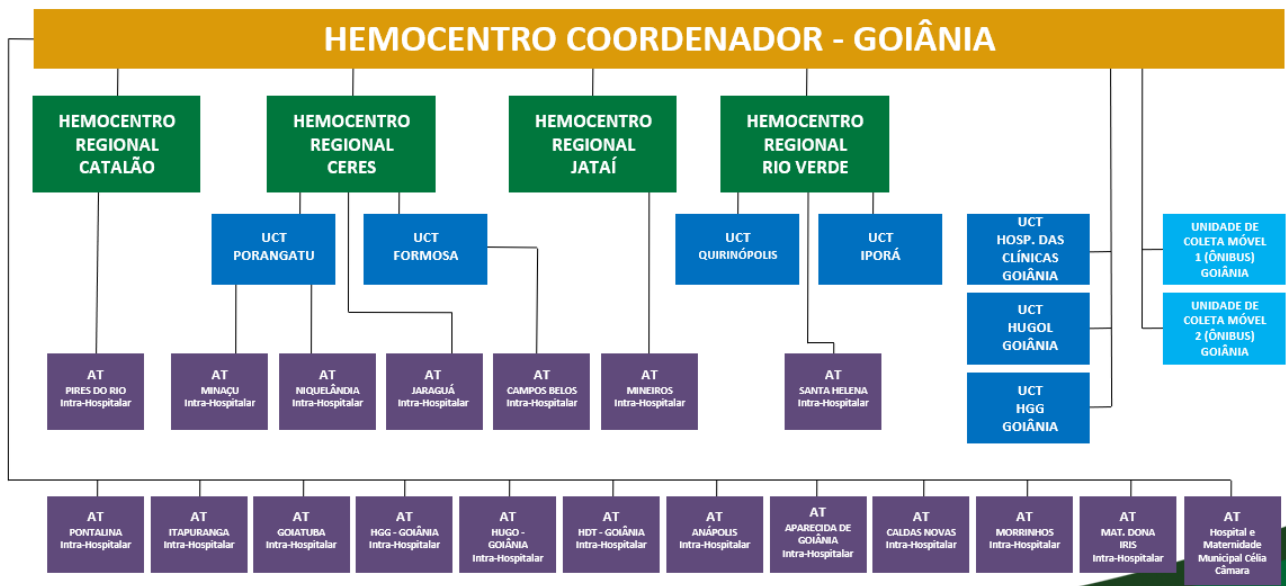 HEMOCENTRO COORDENADOR - GOIÂNIA
HEMOCENTRO
REGIONAL
CATALÃO
HEMOCENTRO
REGIONAL
CERES
HEMOCENTRO
REGIONAL
JATAÍ
HEMOCENTRO
REGIONAL
RIO VERDE
UCT
PORANGATU
UCT
FORMOSA
UCT
QUIRINÓPOLIS
UCT
IPORÁ
UCT
HOSP. DAS
CLÍNICAS
GOIÂNIA
UNIDADE DE
COLETA MÓVEL
1 (ÔNIBUS)
GOIÂNIA
UCT
HUGOL
GOIÂNIA
UNIDADE DE
COLETA MÓVEL
2 (ÔNIBUS)
GOIÂNIA
UCT
HGG
GOIÂNIA
AT
PIRES DO RIO
Intra-Hospitalar
AT
MINAÇU
Intra-Hospitalar
AT
NIQUELÂNDIA
Intra-Hospitalar
AT
JARAGUÁ
Intra-Hospitalar
AT
CAMPOS BELOS
Intra-Hospitalar
AT
MINEIROS
Intra-Hospitalar
AT
SANTA HELENA
Intra-Hospitalar
AT
PONTALINA
Intra-Hospitalar
AT
ITAPURANGA
Intra-Hospitalar
AT
GOIATUBA
Intra-Hospitalar
AT
HGG - GOIÂNIA
Intra-Hospitalar
AT
HUGO -
GOIÂNIA
Intra-Hospitalar
AT
HDT - GOIÂNIA
Intra-Hospitalar
AT
ANÁPOLIS
Intra-Hospitalar
AT
APARECIDA DE
GOIÂNIA
Intra-Hospitalar
AT
CALDAS NOVAS
Intra-Hospitalar
AT
MORRINHOS
Intra-Hospitalar
AT
MAT. DONA
IRIS
Intra-Hospitalar
AT
Hospital e
Maternidade
Municipal Célia
Câmara